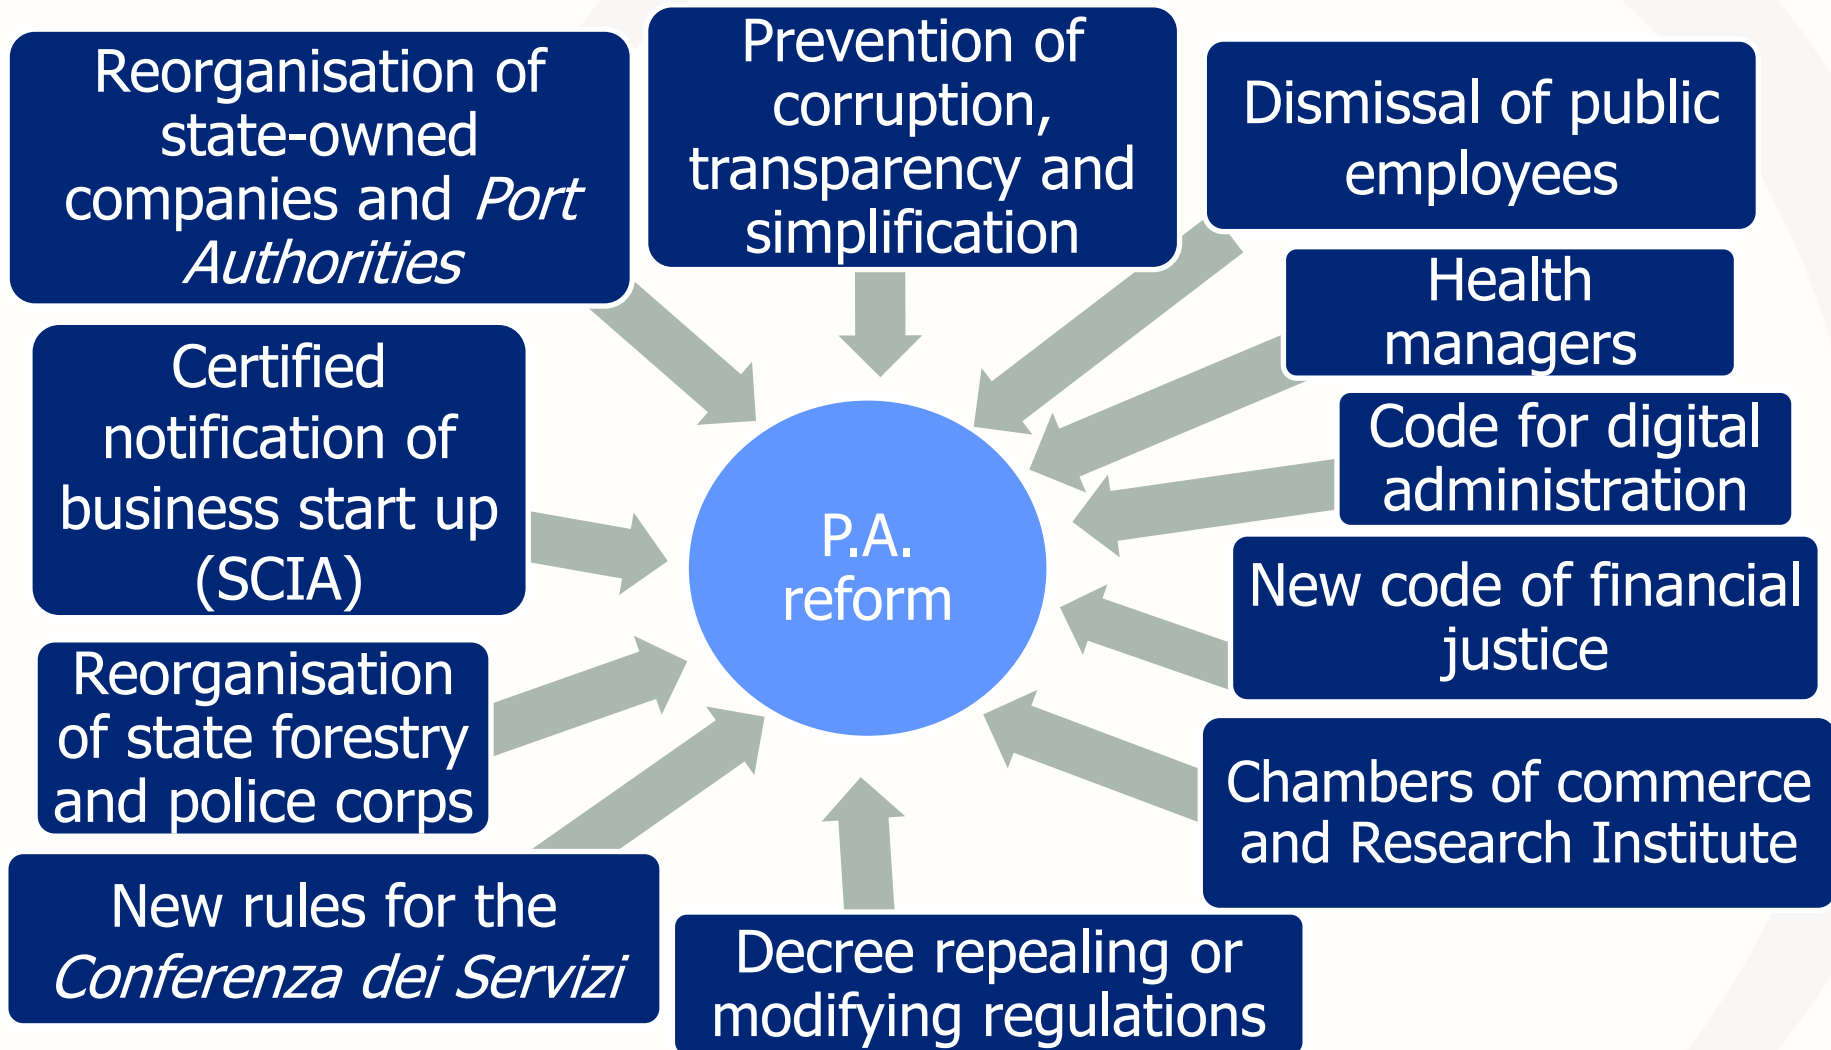 Reorganisation of
state-owned
companies and Port
Authorities
Prevention of
corruption,
transparency and
simplification
Dismissal of public
employees
Health
managers
Certified
notification of
business start up
(SCIA)
Code for digital
administration
P.A.
reform
New code of financial
justice
Reorganisation
of state forestry
and police corps
Chambers of commerce
and Research Institute
New rules for the
Conferenza dei Servizi
Decree repealing or
modifying regulations